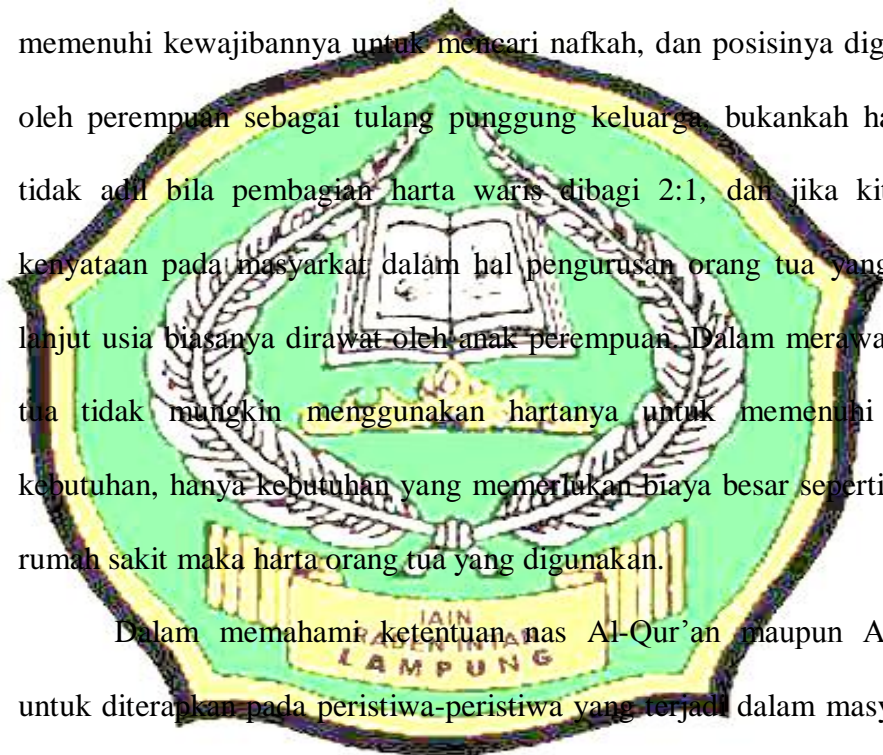 memenuhi kewajibannya untuk mencari nafkah, dan posisinya dig
oleh perempuan sebagai tulang punggung keluarga, bukankah ha
tidak adil bila pembagian harta waris dibagi 2:1, dan jika kit
kenyataan pada masyarkat dalam hal pengurusan orang tua yang
lanjut usia biasanya dirawat oleh anak perempuan. Dalam merawa
tua tidak mungkin menggunakan hartanya untuk memenuhi
kebutuhan, hanya kebutuhan yang memerlukan biaya besar seperti
rumah sakit maka harta orang tua yang digunakan.
IAIN
RADEN INTAN
LAMPUNG
Dalam memahami ketentuan nas Al-Qur’an maupun A
untuk diterapkan pada peristiwa-peristiwa yang terjadi dalam masy